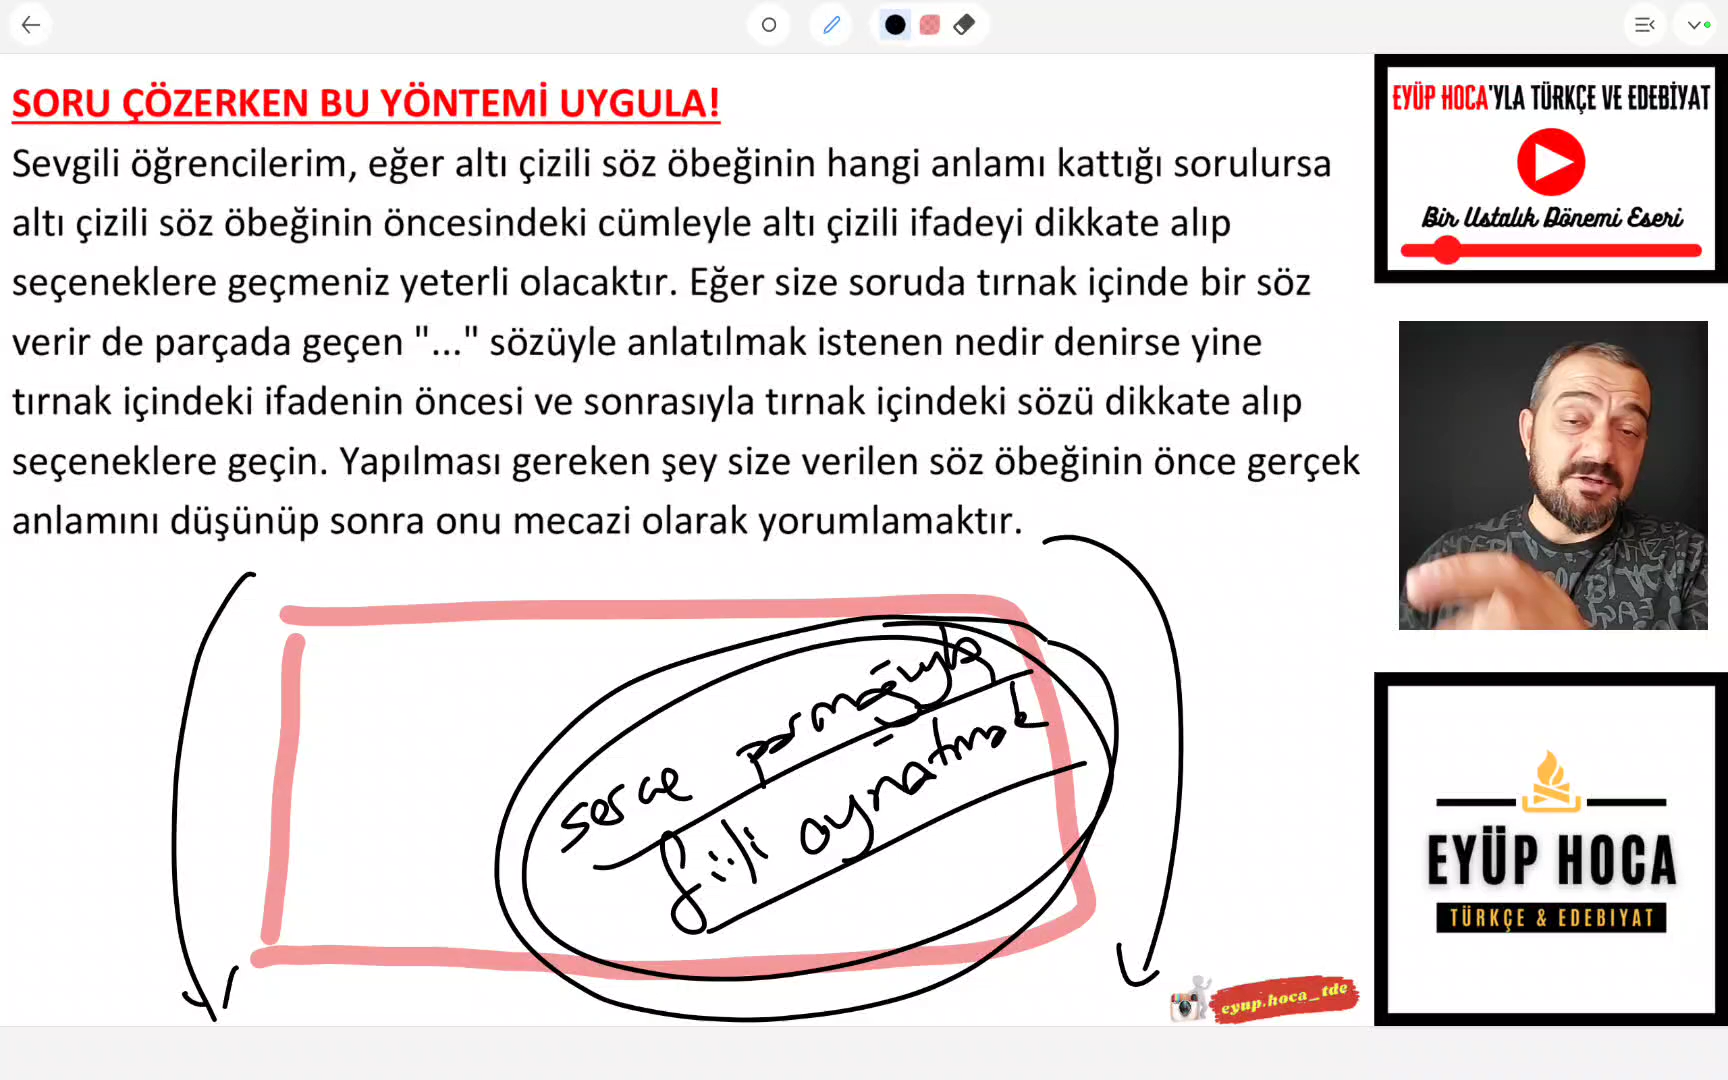 SORU ÇÖZERKEN BU YÖNTEMİ UYGULA!
Sevgili öğrencilerim, eğer altı çizili söz öbeğinin hangi anlamı kattığı sorulursa
altı çizili söz öbeğinin öncesindeki cümleyle altı çizili ifadeyi dikkate alıp
seçeneklere geçmeniz yeterli olacaktır. Eğer size soruda tırnak içinde bir söz
verir de parçada geçen "..." sözüyle anlatılmak istenen nedir denirse yine
tırnak içindeki ifadenin öncesi ve sonrasıyla tırnak içindeki sözü dikkate alıp
seçeneklere geçin. Yapılması gereken şey size verilen söz öbeğinin önce gerçek
anlamını düşünüp sonra onu mecazi olarak yorumlamaktır.
serçe parmağıyla
fili oynatmak
eyup.hoca_tde
EYÜP HOCA'YLA TÜRKÇE VE EDEBİYAT
Bir Ustalık Dönemi Eseri
EYÜP HOCA
TÜRKÇE & EDEBIYAT